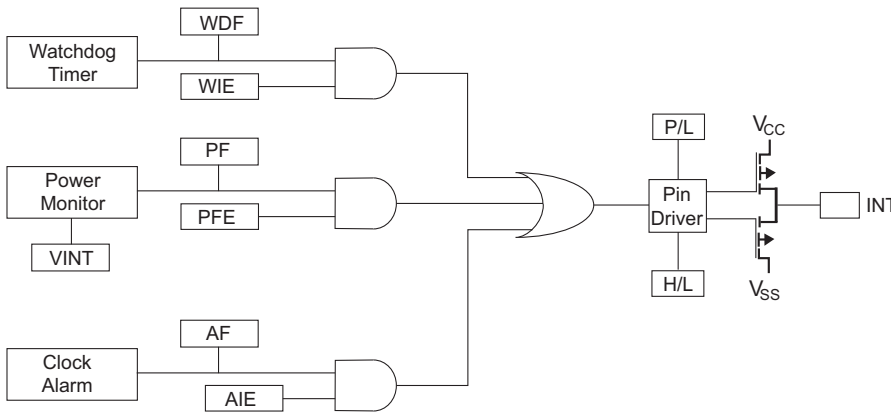 WDF
Watchdog
Timer
WIE
PF
Power
Monitor
PFE
VINT
AF
Clock
Alarm
AIE
P/L
Pin
Driver
H/L
VCC
INT
VSS